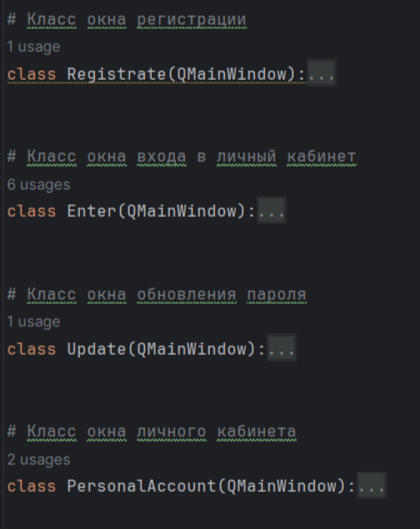 # Класс окна регистрации
1 usage
class Registrate(QMainWindow):...
# Класс окна входа в личный кабинет
6 usages
class Enter(QMainWindow):...
# Класс окна обновления пароля
1 usage
class Update(QMainWindow):...
# Класс окна личного кабинета
2 usages
class PersonalAccount(QMainWindow):...